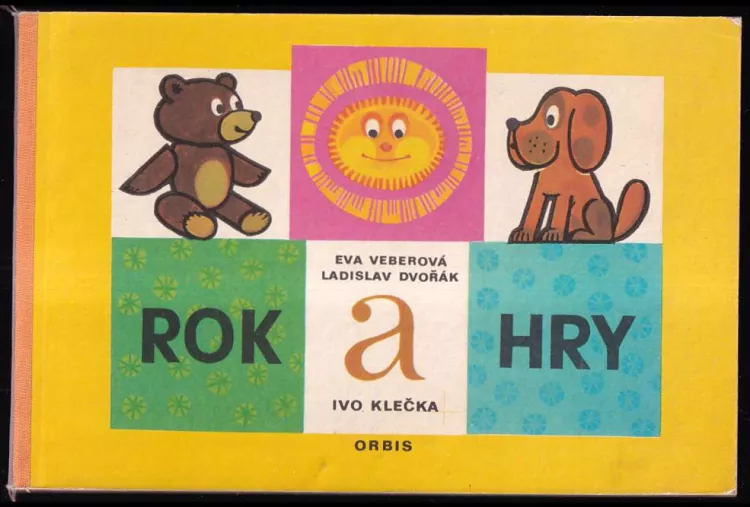 EVA VEBEROVÁ
LADISLAV DVOŘÁK
ROK a HRY
IVO KLEČKA
ORBIS